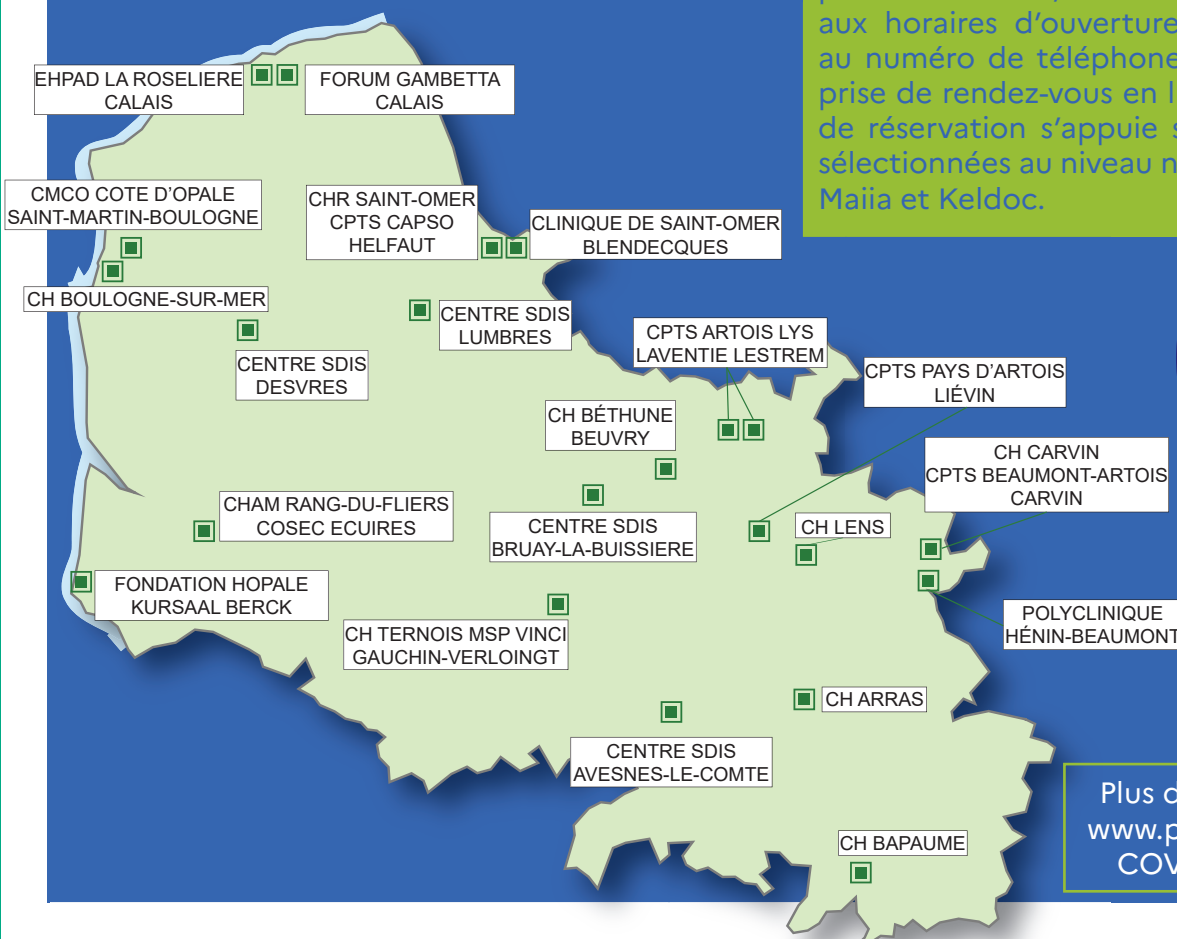 aux horaires d'ouverture
au numéro de téléphone
prise de rendez-vous en
de réservation s'appuie
sélectionnées au niveau
Maiia et Keldoc.
EHPAD LA ROSELIERE
CALAIS
FORUM GAMBETTA
CALAIS
CMCO COTE D'OPALE
SAINT-MARTIN-BOULOGNE
CHR SAINT-OMER
CPTS CAPSO
HELFAUT
CLINIQUE DE SAINT-OMER
BLENDECQUES
CH BOULOGNE-SUR-MER
CENTRE SDIS
LUMBRES
CENTRE SDIS
DESVRES
CPTS ARTOIS LYS
LAVENTIE LESTREM
CPTS PAYS D'ARTOIS
LIÉVIN
CH BÉTHUNE
BEUVRY
CH CARVIN
CPTS BEAUMONT-ARTOIS
CARVIN
CHAM RANG-DU-FLIERS
COSEC ECUIRES
CENTRE SDIS
BRUAY-LA-BUISSIERE
CH LENS
FONDATION HOPALE
KURSAAL BERCK
POLYCLINIQUE
HÉNIN-BEAUMONT
CH TERNOIS MSP VINCI
GAUCHIN-VERLOINGT
CH ARRAS
CENTRE SDIS
AVESNES-LE-COMTE
CH BAPAUME
Plus
www.p
COV